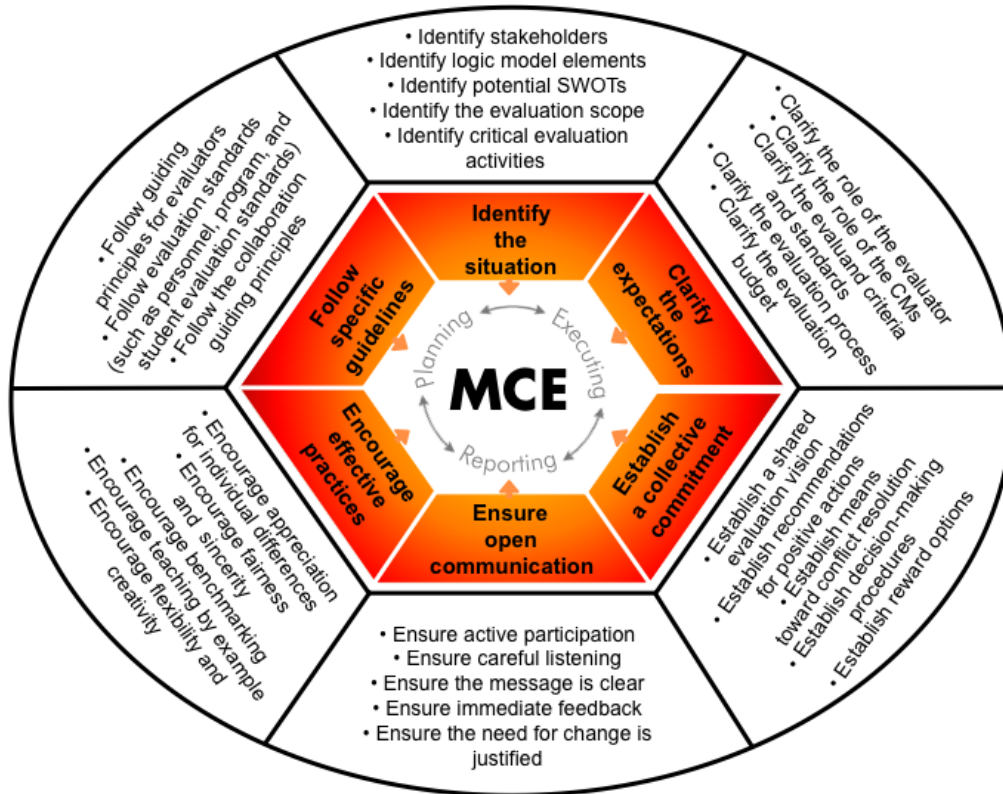 • Identify stakeholders
• Identify logic model elements
• Identify potential SWOTs
• Identify the evaluation scope
• Identify critical evaluation
activities
• Clarify the role of the evaluator
• Clarify the role of the CMs
• Clarify the evaluand criteria
and standards
• Clarify the evaluation process
• Clarify the evaluation
budget
• Establish a shared
evaluation vision
• Establish recommendations
for positive actions
• Establish means
toward conflict resolution
• Establish decision-making
procedures
• Establish reward options
• Ensure active participation
• Ensure careful listening
• Ensure the message is clear
• Ensure immediate feedback
• Ensure the need for change is
justified
• Encourage appreciation
for individual differences
• Encourage fairness
and sincerity
• Encourage benchmarking
• Encourage teaching by example
• Encourage flexibility and
creativity
• Follow guiding
principles for evaluators
• Follow evaluation standards
(such as personnel, program, and
student evaluation standards)
• Follow the collaboration
guiding principles
Identify
the
situation
Clarify
the
expectations
Establish
a collective
commitment
Ensure
open
communication
Encourage
effective
practices
Follow
specific
guidelines
Planning
Executing
Reporting
MCE